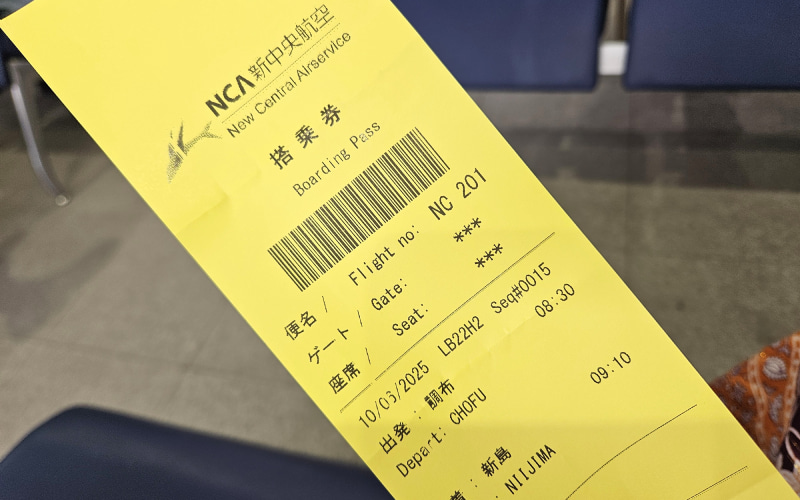 NCA 新中央航空
New Central Airservice
搭乗券
Boarding Pass
便名 / Flight no: NC 201
ゲート / Gate: ***
座席 / Seat: ***
10/03/2025 LB22H2 Seq#0015
出発 : 調布 08:30
Depart: CHOFU
着 : 新島 09:10
: NIIJIMA